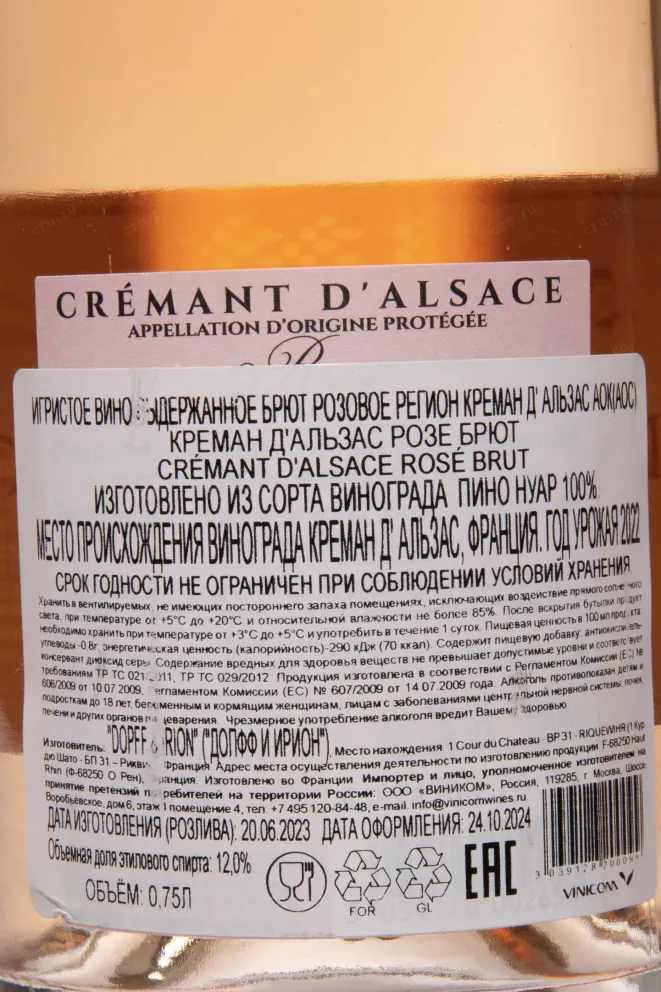 CRÉMANT D'ALSACE
APPELLATION D'ORIGINE PROTÉGÉE
ИГРИСТОЕ ВИНО ВЫДЕРЖАННОЕ БРЮТ РОЗОВОЕ РЕГИОН КРЕМАН Д' АЛЬЗАС АОК(АОС)
КРЕМАН Д'АЛЬЗАС РОЗЕ БРЮТ
CRÉMANT D'ALSACE ROSÉ BRUT
ИЗГОТОВЛЕНО ИЗ СОРТА ВИНОГРАДА ПИНО НУАР 100%.
МЕСТО ПРОИСХОЖДЕНИЯ ВИНОГРАДА КРЕМАН Д' АЛЬЗАС, ФРАНЦИЯ. ГОД УРОЖАЯ 2022
СРОК ГОДНОСТИ НЕ ОГРАНИЧЕН ПРИ СОБЛЮДЕНИИ УСЛОВИЙ ХРАНЕНИЯ
Хранить в вентилируемых, не имеющих постороннего запаха помещениях, исключающих воздействие прямого солнечного
света, при температуре от +5°С до +20°С и относительной влажности не более 85%. После вскрытия бутылки продукт
необходимо хранить при температуре от +3°С до +5°С и употребить в течение 1 суток. Пищевая ценность в 100 мл продукта:
углеводы -0,8г, энергетическая ценность (калорийность)-290 кДж (70 ккал). Содержит пищевую добавку, антиокислитель-
консервант диоксид серы. Содержание вредных для здоровья веществ не превышает допустимые уровни и соответствует
требованиям ТР ТС 021/2011, ТР ТС 029/2012. Продукция изготовлена в соответствии с Регламентом Комиссии (ЕС) №
606/2009 от 10.07.2009, Регламентом Комиссии (ЕС) № 607/2009 от 14.07.2009 года. Алкоголь противопоказан детям и
подросткам до 18 лет, беременным и кормящим женщинам, лицам с заболеваниями центральной нервной системы, почек,
печени и других органов пищеварения. Чрезмерное употребление алкоголя вредит Вашему здоровью
Изготовитель: "DOPFF & IRION" ("ДОПФФ И ИРИОН"). Место нахождения: 1 Cour du Chateau - BP 31 - RIQUEWIHR (1 Кур
дю Шато - БП 31 – Риквир), Франция. Адрес места осуществления деятельности по изготовлению продукции: F-68250 Haut
Rhin (Ф-68250 О Рен), Франция. Изготовлено во Франции. Импортер и лицо, уполномоченное изготовителем на
принятие претензий потребителей на территории России: ООО «ВИНИКОМ», Россия, 119285, г. Москва, Шоссе
Воробьевское, дом 6, этаж 1 помещение 4, тел: +7 495 120-84-48, e-mail: info@vinicomwines.ru
ДАТА ИЗГОТОВЛЕНИЯ (РОЗЛИВА): 20.06.2023 ДАТА ОФОРМЛЕНИЯ: 24.10.2024
Объемная доля этилового спирта: 12,0%
ОБЪЁМ: 0,75Л
FOR
GL
EAC
VINICOM